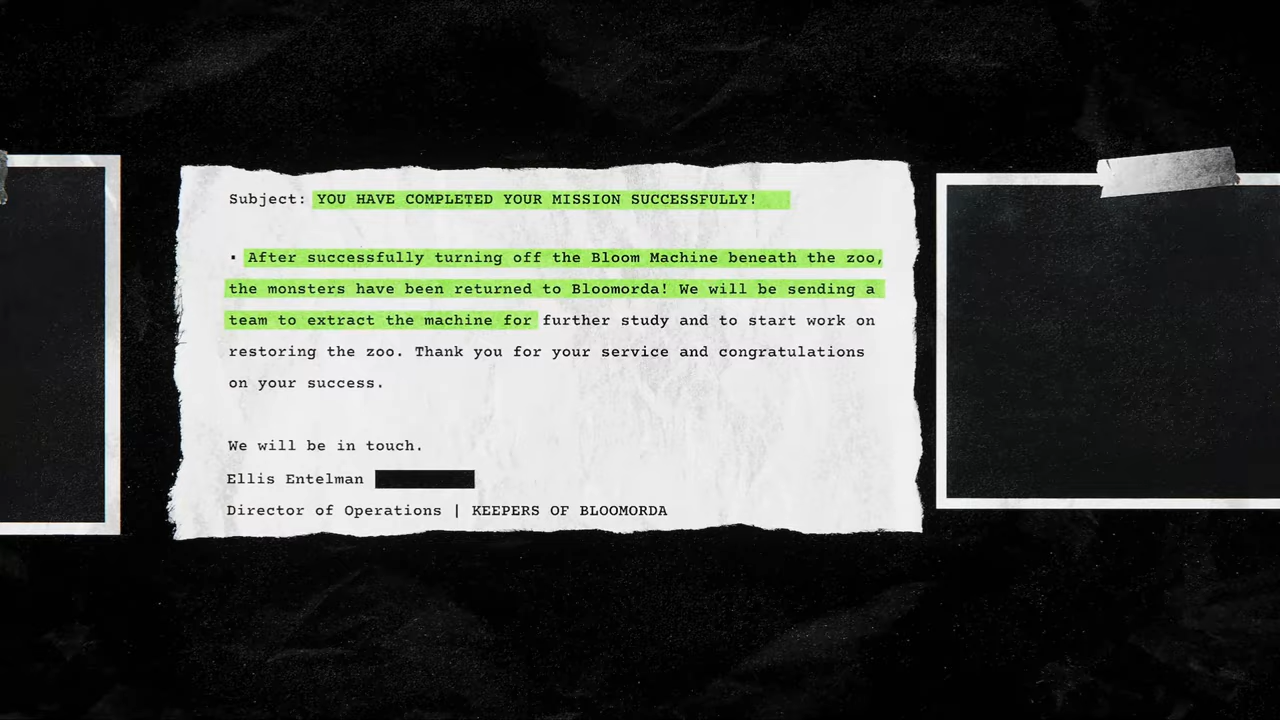 Subject: YOU HAVE COMPLETED YOUR MISSION SUCCESSFULLY!
▪ After successfully turning off the Bloom Machine beneath the zoo,
the monsters have been returned to Bloomorda! We will be sending a
team to extract the machine for further study and to start work on
restoring the zoo. Thank you for your service and congratulations
on your success.
We will be in touch.
Ellis Entelman
Director of Operations | KEEPERS OF BLOOMORDA